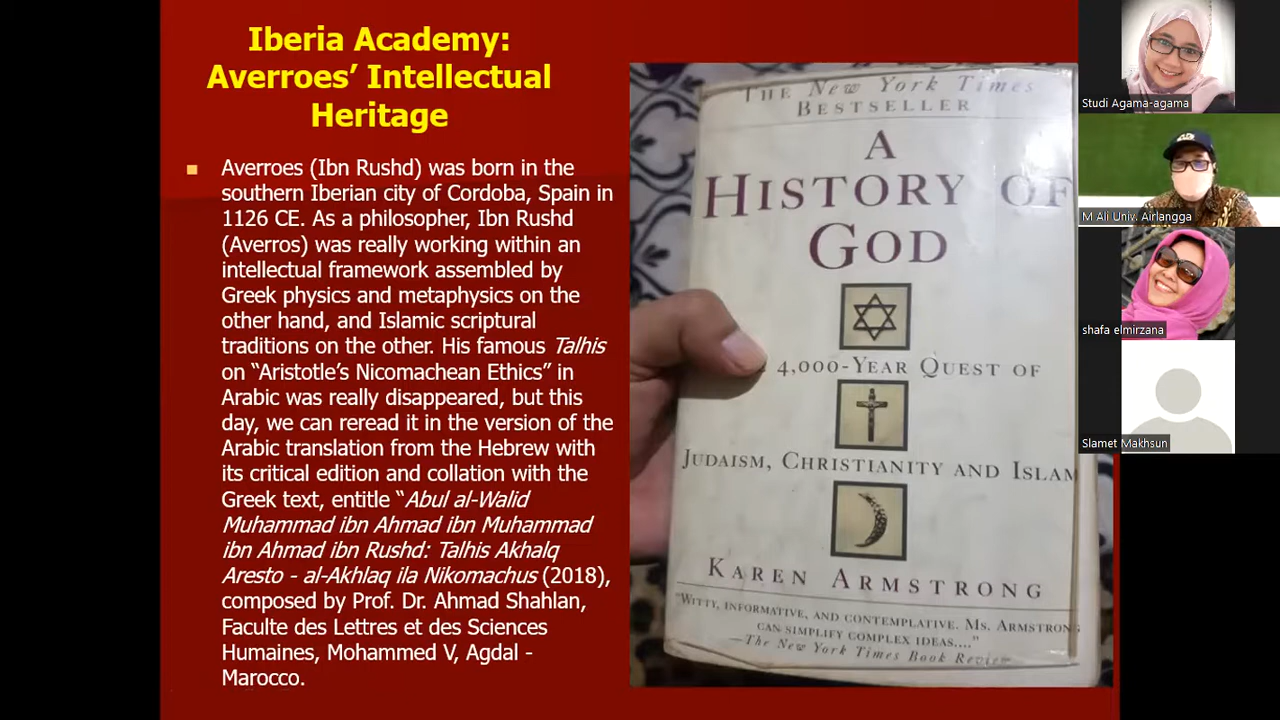 Iberia Academy:
Averroes’ Intellectual
Heritage
Averroes (Ibn Rushd) was born in the
southern Iberian city of Cordoba, Spain in
1126 CE. As a philosopher, Ibn Rushd
(Averros) was really working within an
intellectual framework assembled by
Greek physics and metaphysics on the
other hand, and Islamic scriptural
traditions on the other. His famous Talhis
on “Aristotle’s Nicomachean Ethics” in
Arabic was really disappeared, but this
day, we can reread it in the version of the
Arabic translation from the Hebrew with
its critical edition and collation with the
Greek text, entitle “Abul al-Walid
Muhammad ibn Ahmad ibn Muhammad
ibn Ahmad ibn Rushd: Talhis Akhalq
Aresto - al-Akhlaq ila Nikomachus (2018),
composed by Prof. Dr. Ahmad Shahlan,
Faculte des Lettres et des Sciences
Humaines, Mohammed V, Agdal -
Marocco.
THE New York Times
BESTSELLER
A
HISTORY OF
GOD
4,000-YEAR QUEST OF
JUDAISM, CHRISTIANITY AND ISLAM
KAREN ARMSTRONG
"WITTY, INFORMATIVE, AND CONTEMPLATIVE. MS. ARMSTRONG
CAN SIMPLIFY COMPLEX IDEAS...."
—The New York Times Book Review
Studi Agama-agama
M Ali Univ. Airlangga
shafa elmirzana
Slamet Makhsun